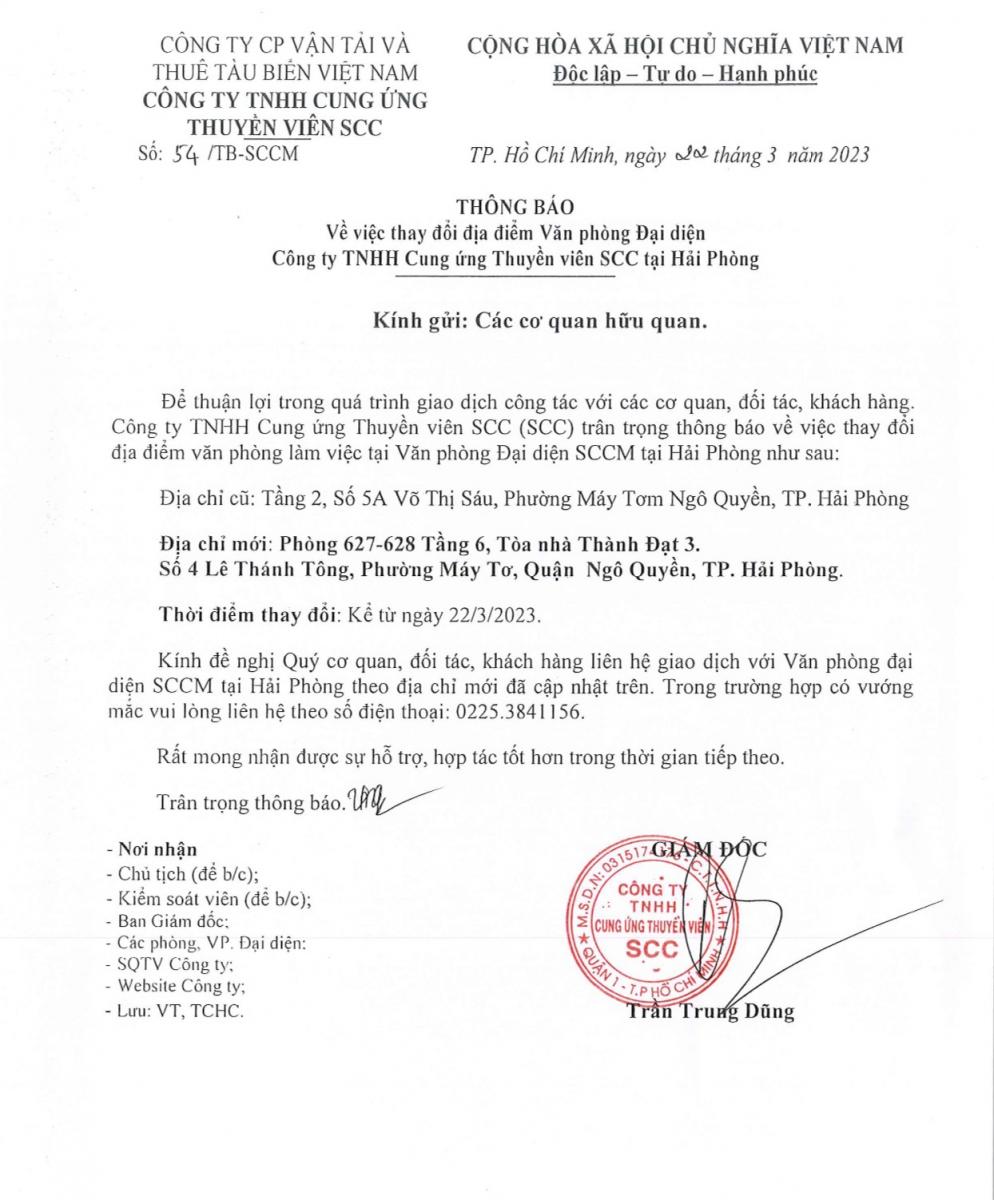 CÔNG TY CP VẬN TẢI VÀ
THUÊ TÀU BIỂN VIỆT NAM
CÔNG TY TNHH CUNG ỨNG
THUYỀN VIÊN SCC
Số: 54 /TB-SCCM
CỘNG HÒA XÃ HỘI CHỦ NGHĨA VIỆT NAM
Độc lập – Tự do – Hạnh phúc
TP. Hồ Chí Minh, ngày 22 tháng 3 năm 2023
THÔNG BÁO
Về việc thay đổi địa điểm Văn phòng Đại diện
Công ty TNHH Cung ứng Thuyền viên SCC tại Hải Phòng
Kính gửi: Các cơ quan hữu quan.
Để thuận lợi trong quá trình giao dịch công tác với các cơ quan, đối tác, khách hàng.
Công ty TNHH Cung ứng Thuyền viên SCC (SCC) trân trọng thông báo về việc thay đổi
địa điểm văn phòng làm việc tại Văn phòng Đại diện SCCM tại Hải Phòng như sau:
Địa chỉ cũ: Tầng 2, Số 5A Võ Thị Sáu, Phường Máy Tơm Ngô Quyền, TP. Hải Phòng
Địa chỉ mới: Phòng 627-628 Tầng 6, Tòa nhà Thành Đạt 3.
Số 4 Lê Thánh Tông, Phường Máy Tơ, Quận Ngô Quyền, TP. Hải Phòng.
Thời điểm thay đổi: Kể từ ngày 22/3/2023.
Kính đề nghị Quý cơ quan, đối tác, khách hàng liên hệ giao dịch với Văn phòng đại
diện SCCM tại Hải Phòng theo địa chỉ mới đã cập nhật trên. Trong trường hợp có vướng
mắc vui lòng liên hệ theo số điện thoại: 0225.3841156.
Rất mong nhận được sự hỗ trợ, hợp tác tốt hơn trong thời gian tiếp theo.
Trân trọng thông báo.
- Nơi nhận
- Chủ tịch (để b/c);
- Kiểm soát viên (để b/c);
- Ban Giám đốc;
- Các phòng, VP. Đại diện:
- SQTV Công ty;
- Website Công ty;
- Lưu: VT, TCHC.
GIÁM ĐỐC
M.S.D.N: 0315174 - C.T.T.N.H.H
CÔNG TY
TNHH
CUNG ỨNG THUYỀN VIÊN
SCC
QUẬN 1 - T.P HỒ CHÍ MINH
Trần Trung Dũng